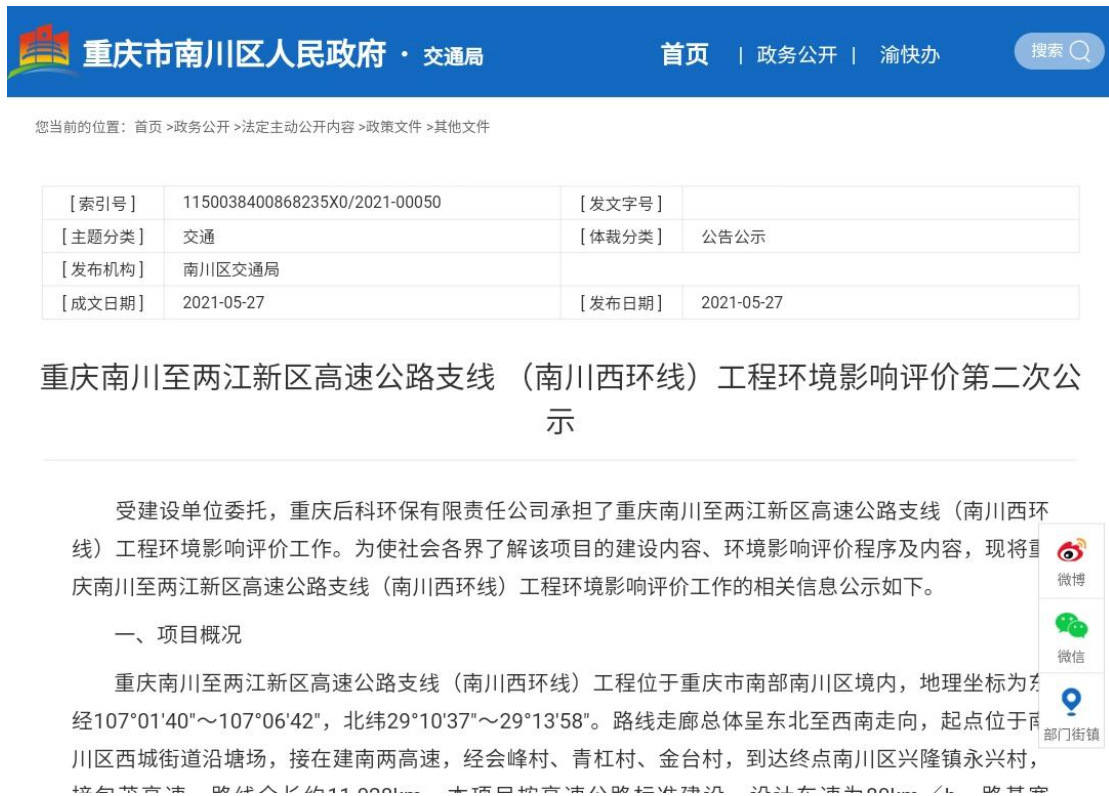 重庆市南川区人民政府 · 交通局
首页 | 政务公开 | 渝快办
搜索
您当前的位置：首页 >政务公开 >法定主动公开内容 >政策文件 >其他文件
[索引号] 1150038400868235X0/2021-00050 [发文字号]
[主题分类] 交通 [体裁分类] 公告公示
[发布机构] 南川区交通局
[成文日期] 2021-05-27 [发布日期] 2021-05-27
重庆南川至两江新区高速公路支线 （南川西环线）工程环境影响评价第二次公
示
受建设单位委托，重庆后科环保有限责任公司承担了重庆南川至两江新区高速公路支线（南川西环
线）工程环境影响评价工作。为使社会各界了解该项目的建设内容、环境影响评价程序及内容，现将重
庆南川至两江新区高速公路支线（南川西环线）工程环境影响评价工作的相关信息公示如下。
一、项目概况
重庆南川至两江新区高速公路支线（南川西环线）工程位于重庆市南部南川区境内，地理坐标为东
经107°01'40"～107°06'42"，北纬29°10'37"～29°13'58"。路线走廊总体呈东北至西南走向，起点位于南
川区西城街道沿塘场，接在建南两高速，经会峰村、青杠村、金台村，到达终点南川区兴隆镇永兴村，
微博
微信
部门街镇